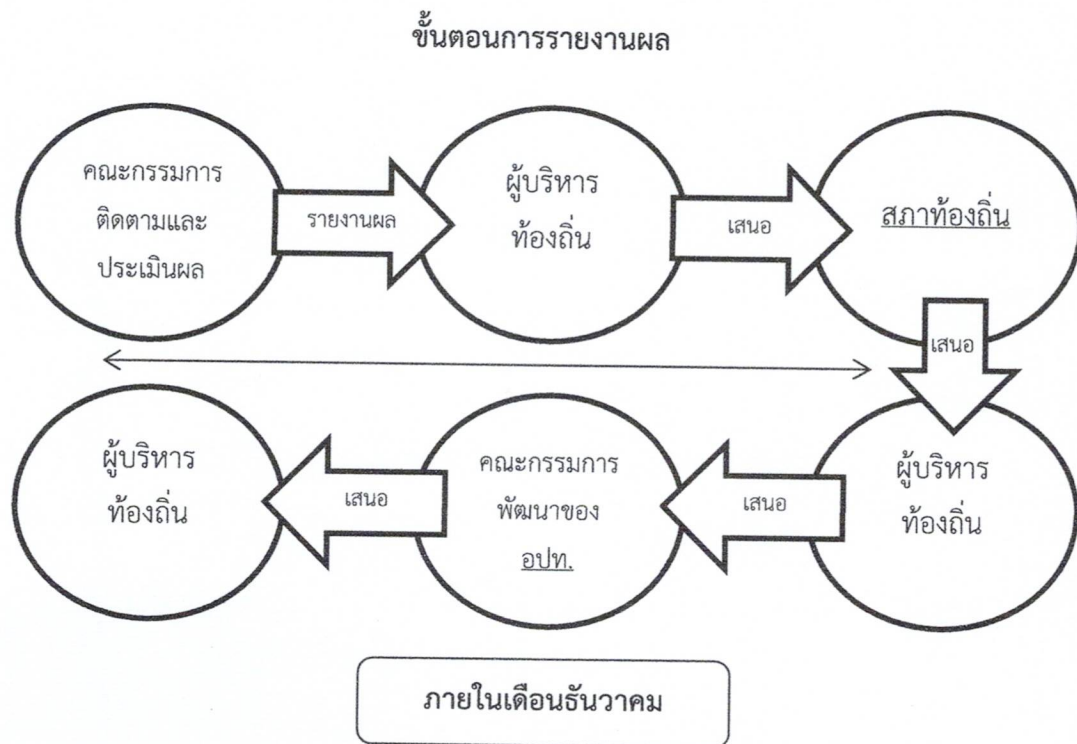 ขั้นตอนการรายงานผล
คณะกรรมการ
ติดตามและ
ประเมินผล
รายงานผล
ผู้บริหาร
ท้องถิ่น
เสนอ
สภาท้องถิ่น
เสนอ
ผู้บริหาร
ท้องถิ่น
เสนอ
คณะกรรมการ
พัฒนาของ
อปท.
เสนอ
ผู้บริหาร
ท้องถิ่น
ภายในเดือนธันวาคม